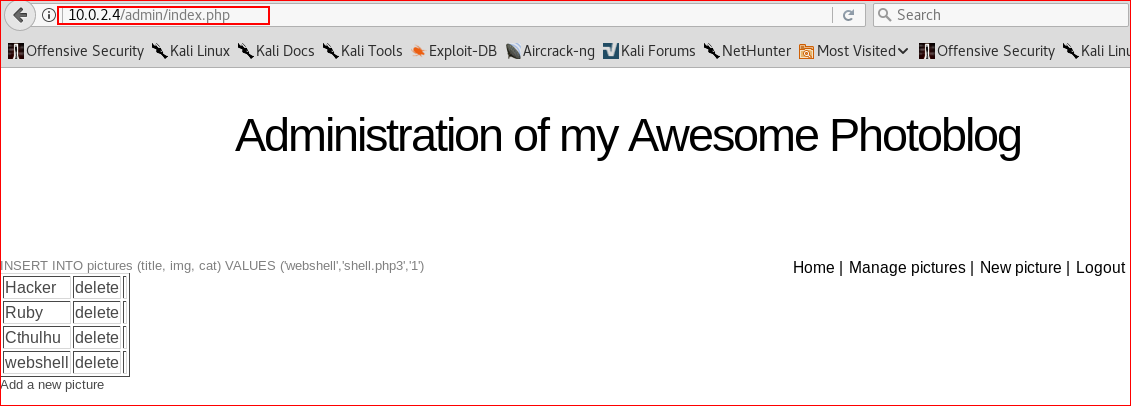 10.0.2.4/admin/index.php
Search
Offensive Security Kali Linux Kali Docs Kali Tools Exploit-DB Aircrack-ng Kali Forums NetHunter Most Visited Offensive Security Kali Linu
Administration of my Awesome Photoblog
INSERT INTO pictures (title, img, cat) VALUES ('webshell','shell.php3','1')
Home | Manage pictures | New picture | Logout
Hacker delete
Ruby delete
Cthulhu delete
webshell delete
Add a new picture